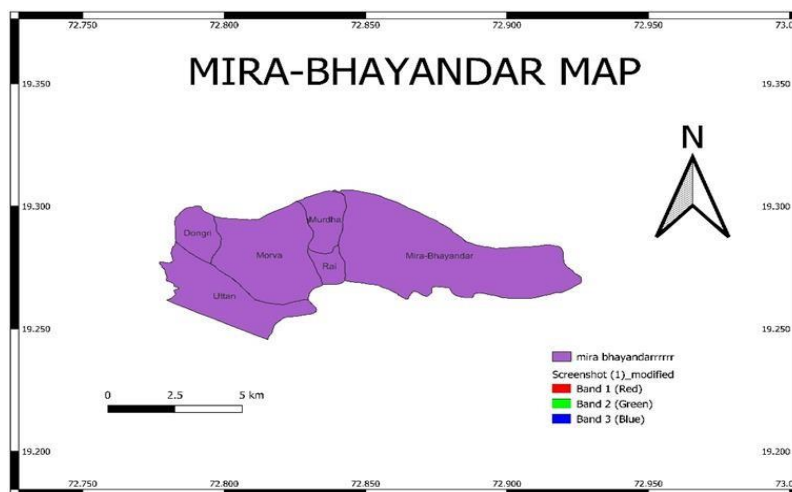 72.750 72.800 72.850 72.900 72.950 73.0
MIRA-BHAYANDAR MAP
19.350 19.350
N
19.300 19.300
Murdha
Dongri
Morva
Mira-Bhayandar
Rai
Uttan
19.250 19.250
mira bhayandarrrrrr
Screenshot (1)_modified
Band 1 (Red)
Band 2 (Green)
Band 3 (Blue)
0 2.5 5 km
19.200 19.200
72.750 72.800 72.850 72.900 72.950 73.0